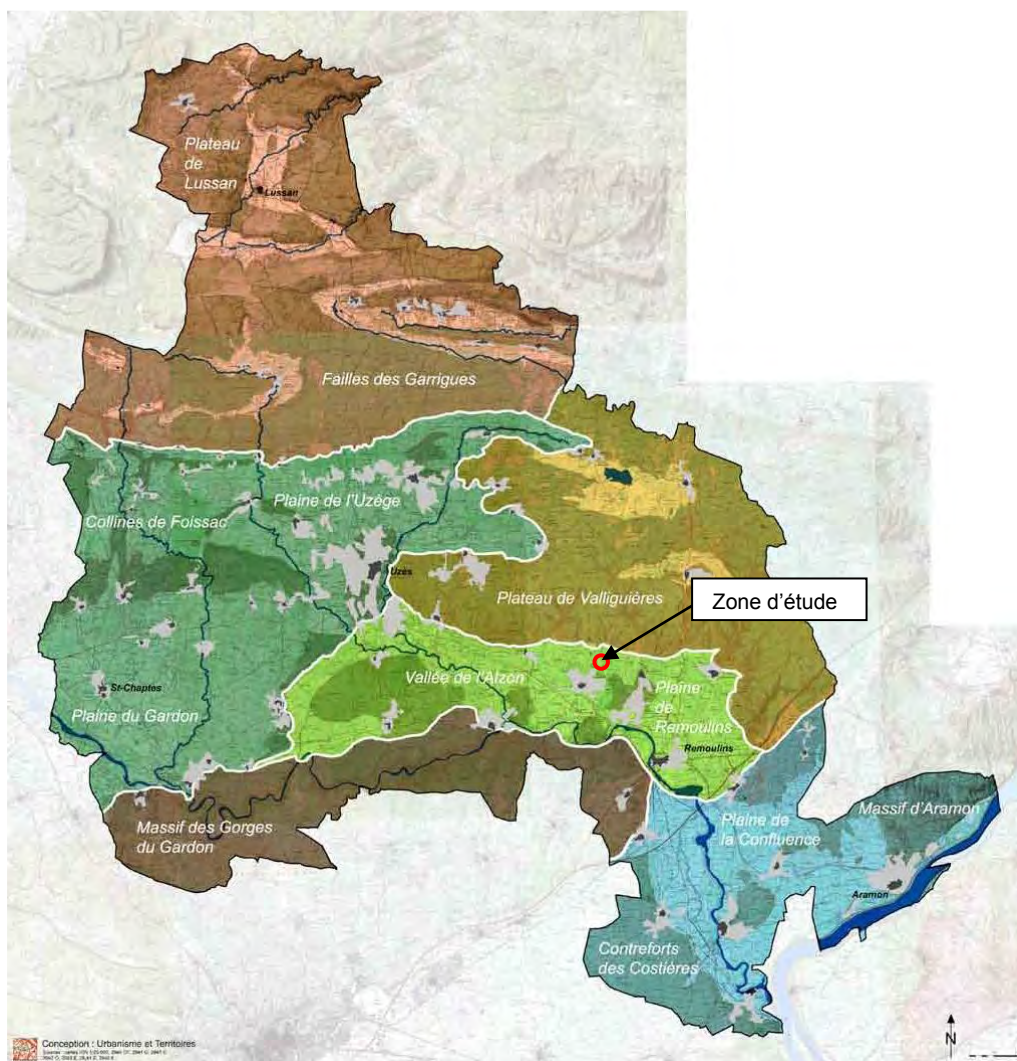 Plateau
de
Lussan
Lussan
Failles des Garrigues
Plaine de l'Uzège
Collines de Foissac
Uzès
Plateau de Valliguières
Zone d'étude
Vallée de l'Alzon
Plaine
de
Remoulins
Remoulins
St-Chaptes
Plaine du Gardon
Massif des Gorges
du Gardon
Plaine de
la Confluence
Massif d'Aramon
Aramon
Contreforts
des Costières
N
Conception : Urbanisme et Territoires